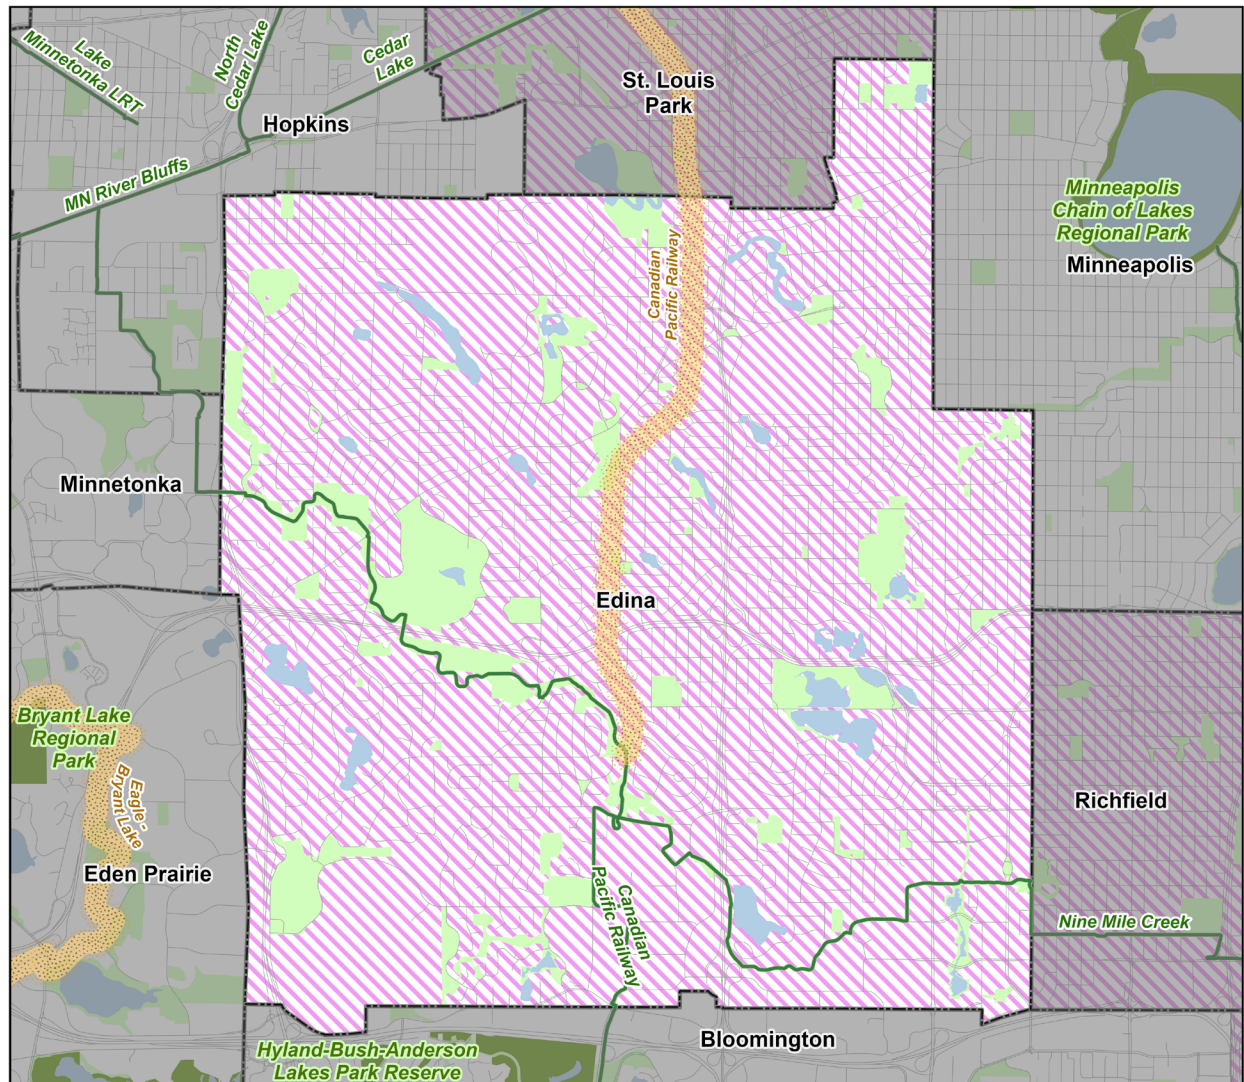 Lake
Minnetonka LRT
North
Cedar Lake
Cedar
Lake
St. Louis
Park
Hopkins
MN River Bluffs
Minneapolis
Chain of Lakes
Regional Park
Minneapolis
Canadian
Pacific Railway
Minnetonka
Edina
Bryant Lake
Regional
Park
Eagle -
Bryant Lake
Richfield
Eden Prairie
Canadian
Pacific Railway
Nine Mile Creek
Bloomington
Hyland-Bush-Anderson
Lakes Park Reserve